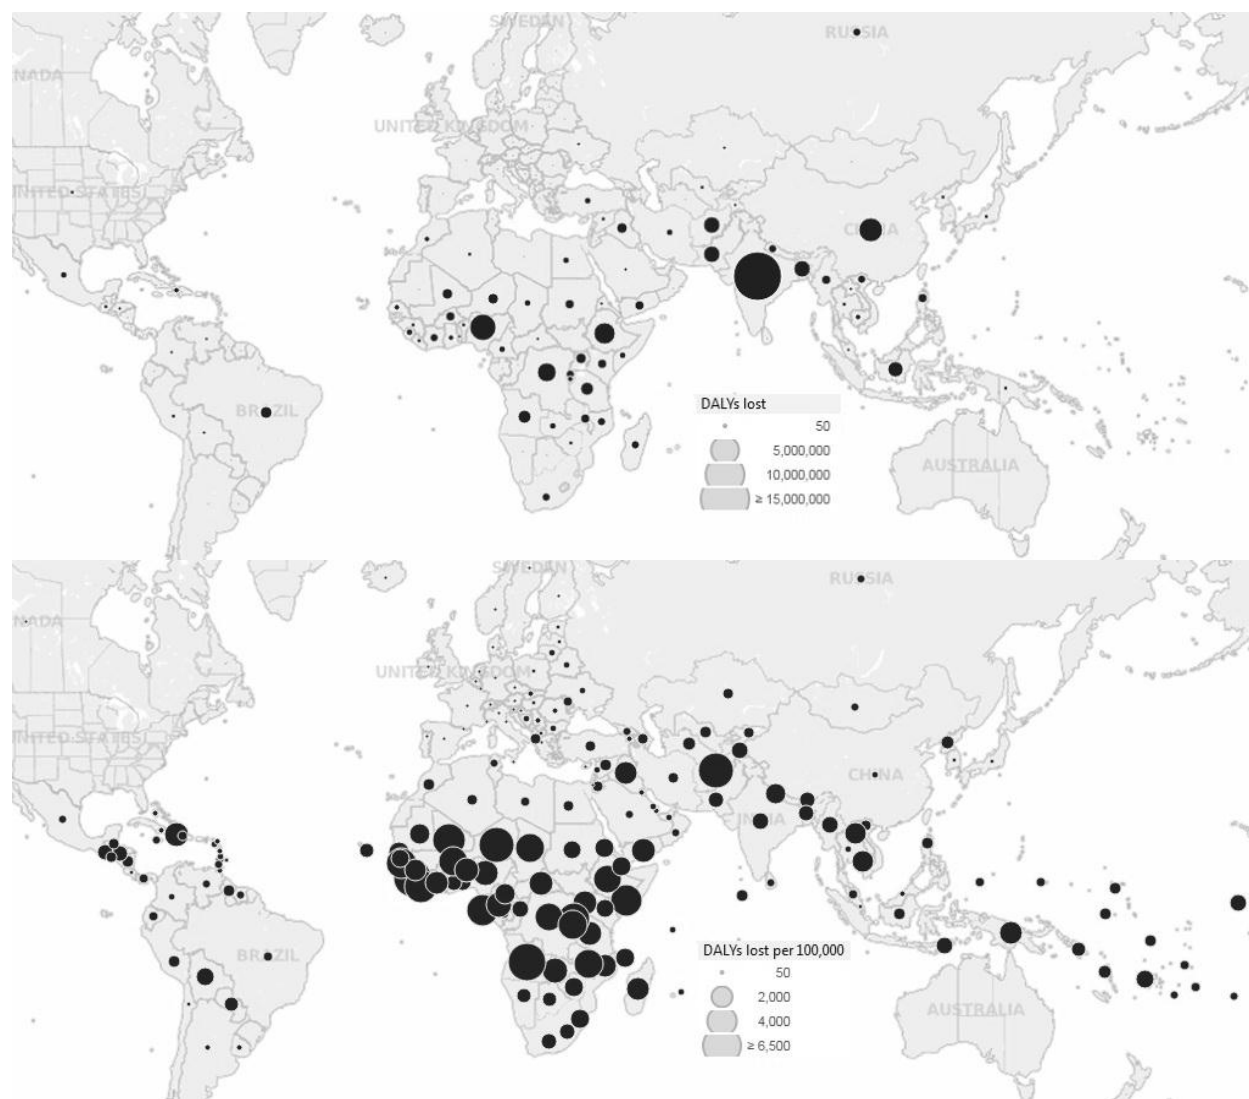 SWEDEN
RUSSIA
NADA
UNITED KINGDOM
UNITED STATES
CHINA
DALYs lost
50
5,000,000
10,000,000
≥ 15,000,000
BRAZIL
AUSTRALIA
SWEDEN
RUSSIA
NADA
UNITED KINGDOM
UNITED STATES
CHINA
INDIA
DALYs lost per 100,000
50
2,000
4,000
≥ 6,500
BRAZIL
AUSTRALIA